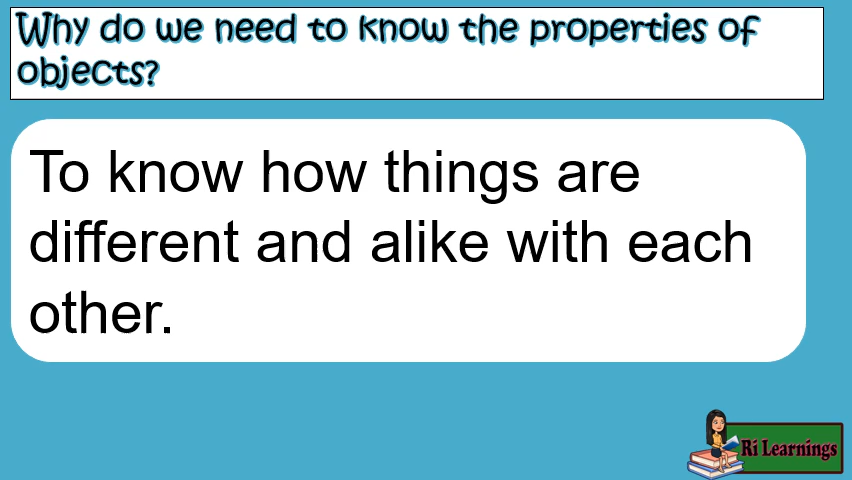 Why do we need to know the properties of
objects?
To know how things are
different and alike with each
other.
Ri Learnings